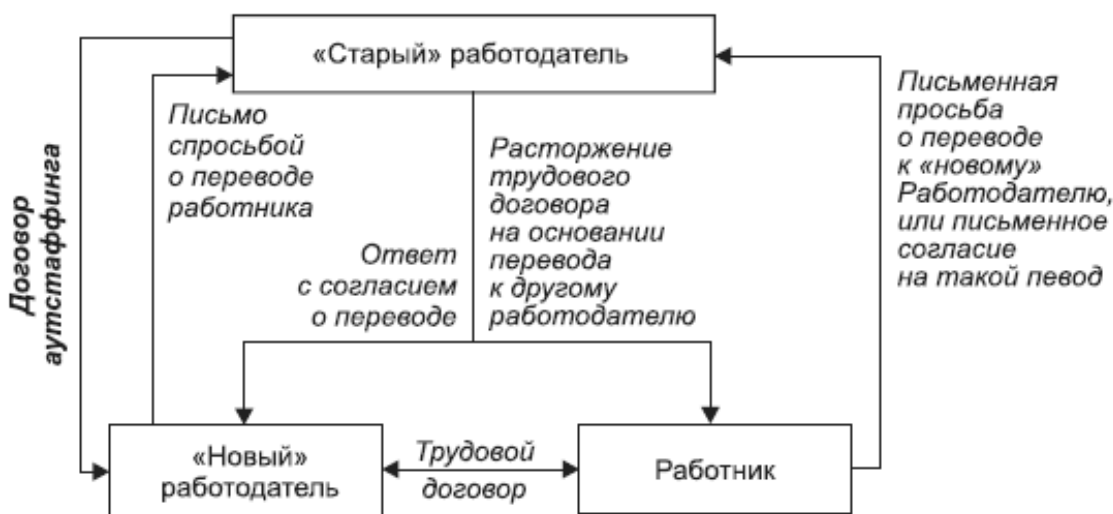 «Старый» работодатель
Договор
аутстаффинга
Письмо
спросьбой
о переводе
работника
Ответ
с согласием
о переводе
Расторжение
трудового
договора
на основании
перевода
к другому
работодателю
Письменная
просьба
о переводе
к «новому»
Работодателю,
или письменное
согласие
на такой певод
«Новый»
работодатель
Трудовой
договор
Работник